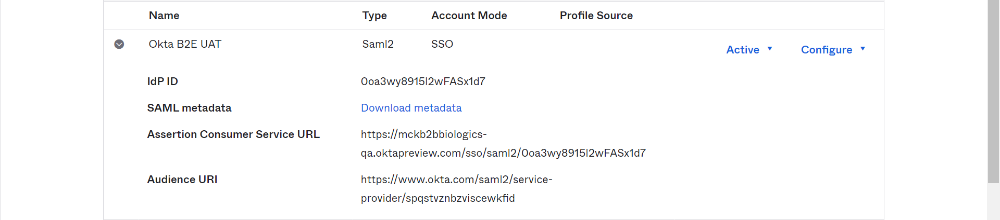 Name Type Account Mode Profile Source
Okta B2E UAT Saml2 SSO Active Configure
IdP ID 0oa3wy8915l2wFASx1d7
SAML metadata Download metadata
Assertion Consumer Service URL https://mckb2bbiologics-
qa.oktapreview.com/sso/saml2/0oa3wy8915l2wFASx1d7
Audience URI https://www.okta.com/saml2/service-
provider/spqstvznbzviscewkfid